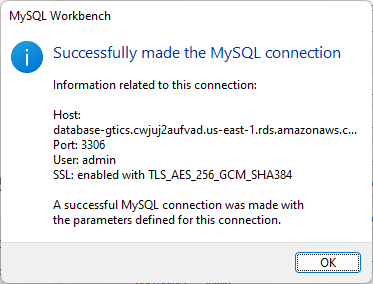 MySQL Workbench
Successfully made the MySQL connection
Information related to this connection:
Host:
database-gtics.cwjuj2aufvad.us-east-1.rds.amazonaws.c...
Port: 3306
User: admin
SSL: enabled with TLS_AES_256_GCM_SHA384
A successful MySQL connection was made with
the parameters defined for this connection.
OK